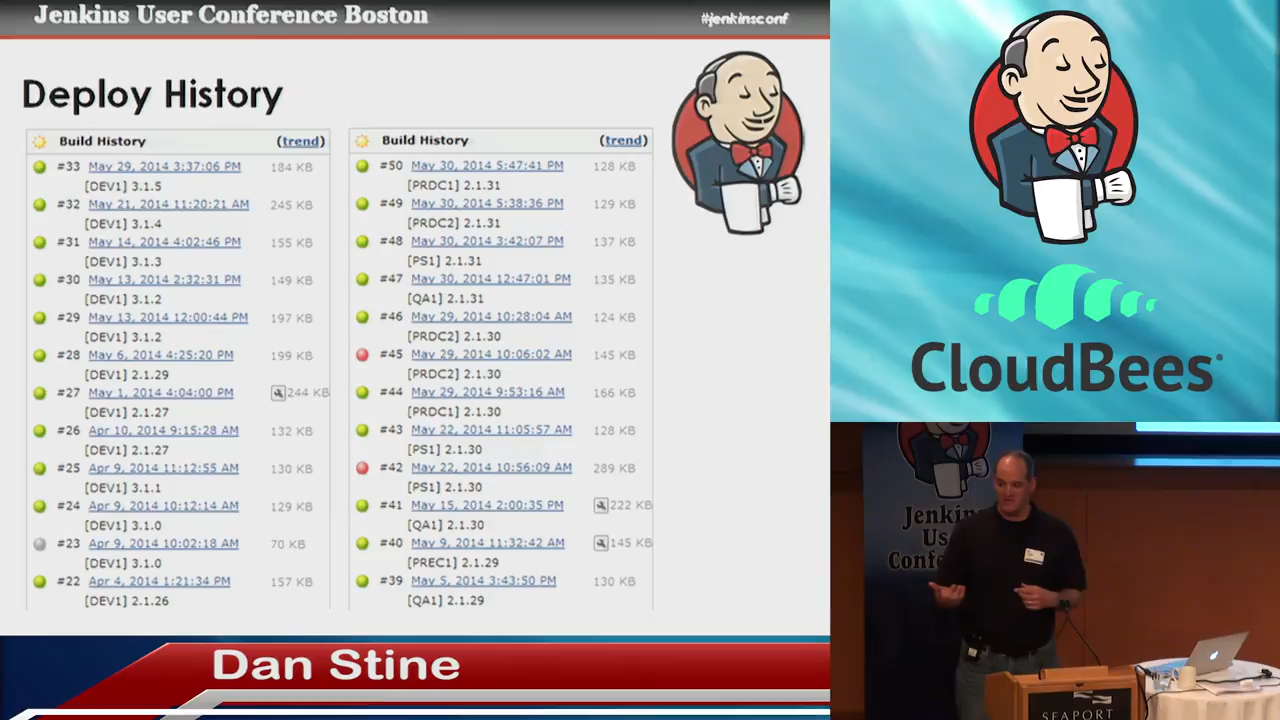 Jenkins User Conference Boston
#jenkinsconf
Deploy History
Build History (trend)
#33 May 29, 2014 3:37:06 PM 184 KB
[DEV1] 3.1.5
#32 May 21, 2014 11:20:21 AM 245 KB
[DEV1] 3.1.4
#31 May 14, 2014 4:02:46 PM 155 KB
[DEV1] 3.1.3
#30 May 13, 2014 2:32:31 PM 149 KB
[DEV1] 3.1.2
#29 May 13, 2014 12:00:44 PM 197 KB
[DEV1] 3.1.2
#28 May 6, 2014 4:25:20 PM 199 KB
[DEV1] 2.1.29
#27 May 1, 2014 4:04:00 PM 244 KB
[DEV1] 2.1.27
#26 Apr 10, 2014 9:15:28 AM 132 KB
[DEV1] 2.1.27
#25 Apr 9, 2014 11:12:55 AM 130 KB
[DEV1] 3.1.1
#24 Apr 9, 2014 10:12:14 AM 129 KB
[DEV1] 3.1.0
#23 Apr 9, 2014 10:02:18 AM 70 KB
[DEV1] 3.1.0
#22 Apr 4, 2014 1:21:34 PM 157 KB
[DEV1] 2.1.26
Build History (trend)
#50 May 30, 2014 5:47:41 PM 128 KB
[PRDC1] 2.1.31
#49 May 30, 2014 5:38:36 PM 129 KB
[PRDC2] 2.1.31
#48 May 30, 2014 3:42:07 PM 137 KB
[PS1] 2.1.31
#47 May 30, 2014 12:47:01 PM 135 KB
[QA1] 2.1.31
#46 May 29, 2014 10:28:04 AM 124 KB
[PRDC2] 2.1.30
#45 May 29, 2014 10:06:02 AM 145 KB
[PRDC2] 2.1.30
#44 May 29, 2014 9:53:16 AM 166 KB
[PRDC1] 2.1.30
#43 May 22, 2014 11:05:57 AM 128 KB
[PS1] 2.1.30
#42 May 22, 2014 10:56:09 AM 289 KB
[PS1] 2.1.30
#41 May 15, 2014 2:00:35 PM 222 KB
[QA1] 2.1.30
#40 May 9, 2014 11:32:42 AM 145 KB
[PREC1] 2.1.29
#39 May 5, 2014 3:43:50 PM 130 KB
[QA1] 2.1.29
Dan Stine
CloudBees®
Jenkin
Us
Confe
SEAPORT